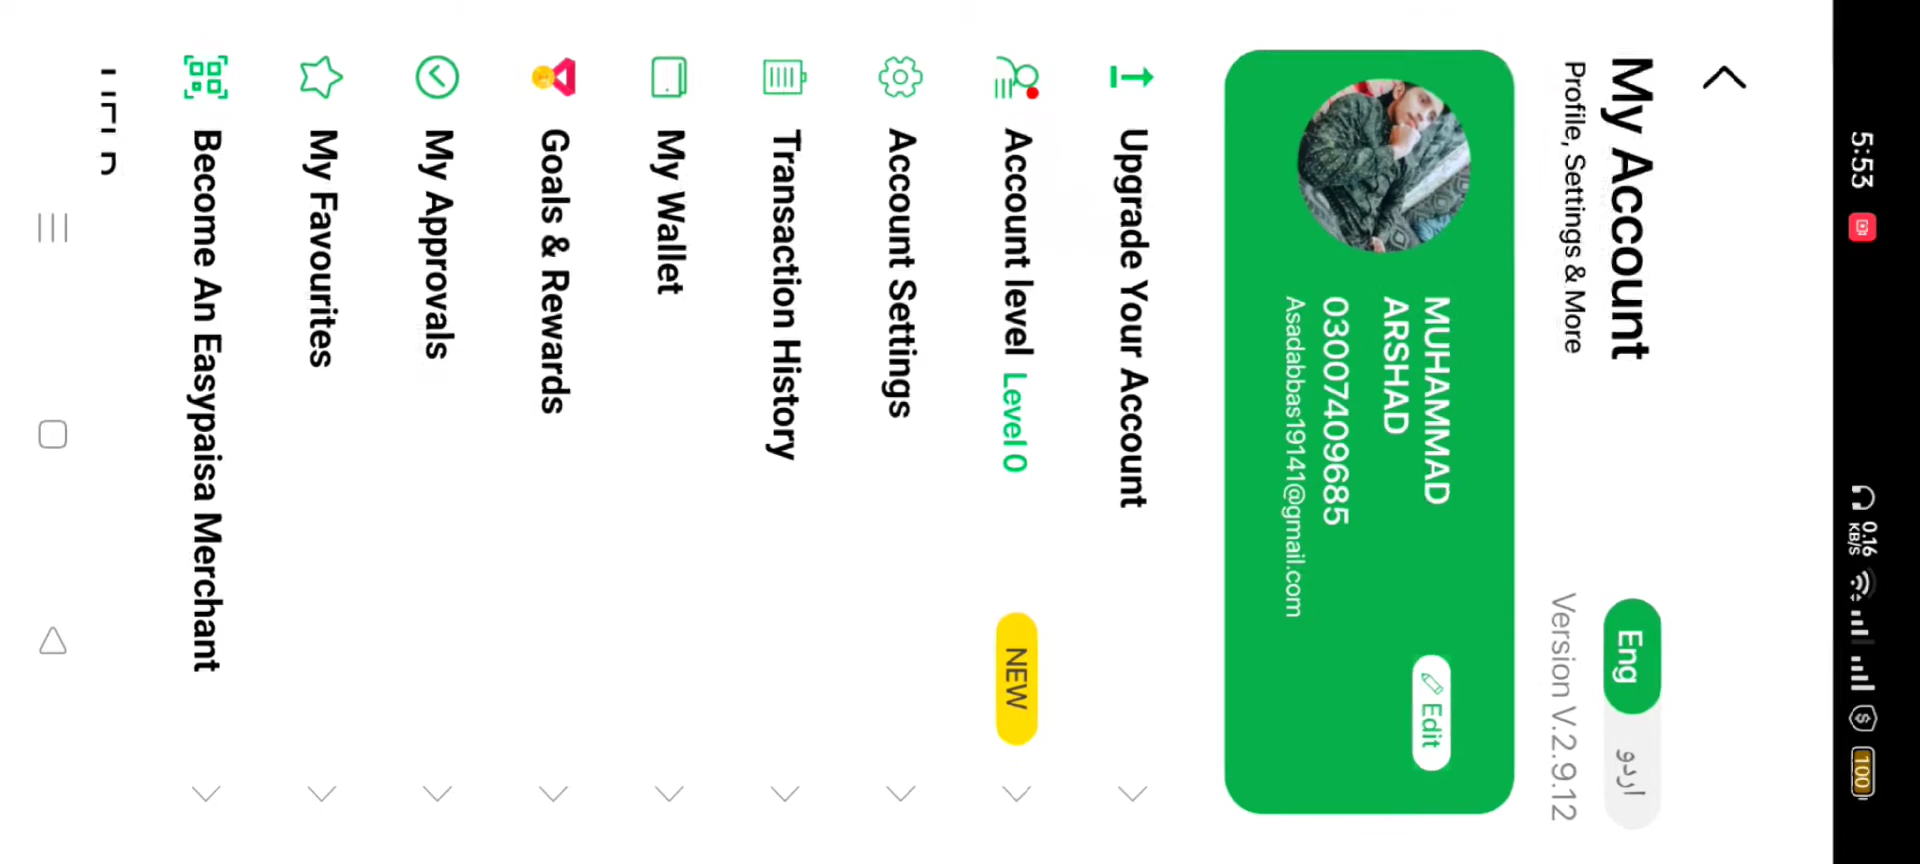 5:53
0.16
KB/S
100
My Account
Profile, Settings & More
Eng
اردو
Version V.2.9.12
MUHAMMAD
ARSHAD
03007409685
Asadabbas19141@gmail.com
Edit
Upgrade Your Account
Account level Level 0
NEW
Account Settings
Transaction History
My Wallet
Goals & Rewards
My Approvals
My Favourites
Become An Easypaisa Merchant